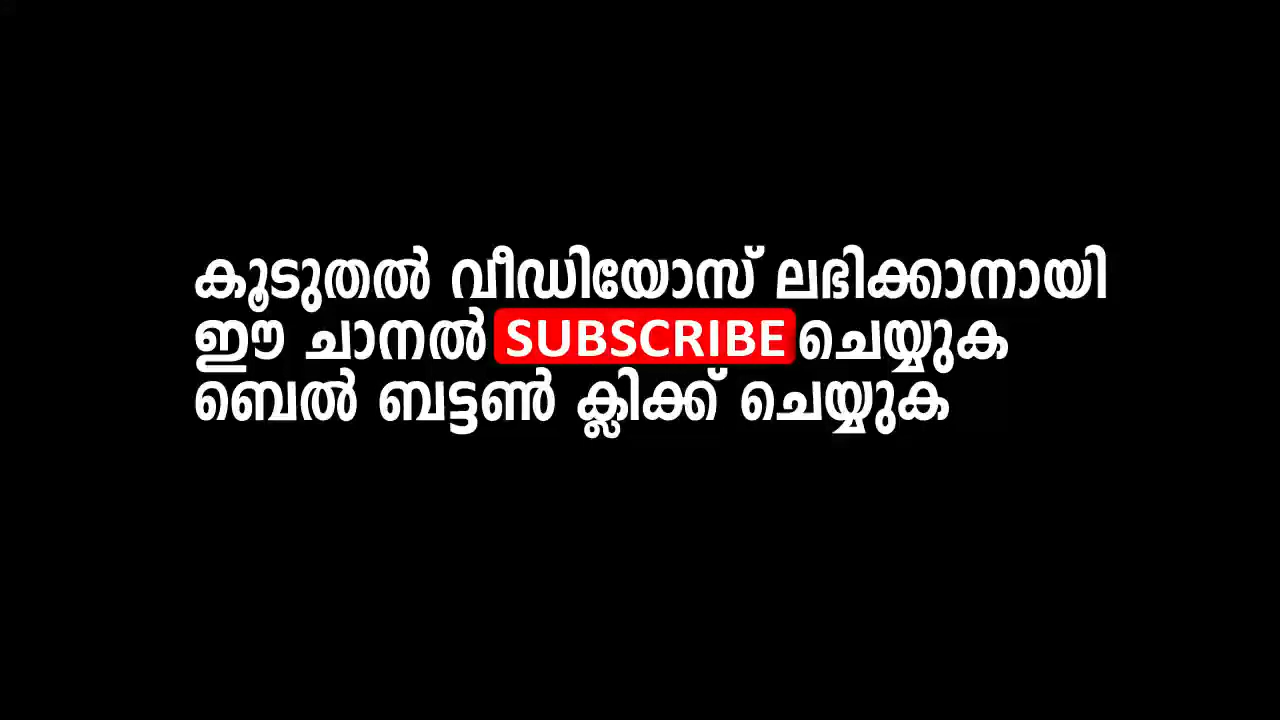 കൂടുതൽ വീഡിയോസ് ലഭിക്കാനായി
ഈ ചാനൽ SUBSCRIBE ചെയ്യുക
ബെൽ ബട്ടൺ ക്ലിക്ക് ചെയ്യുക